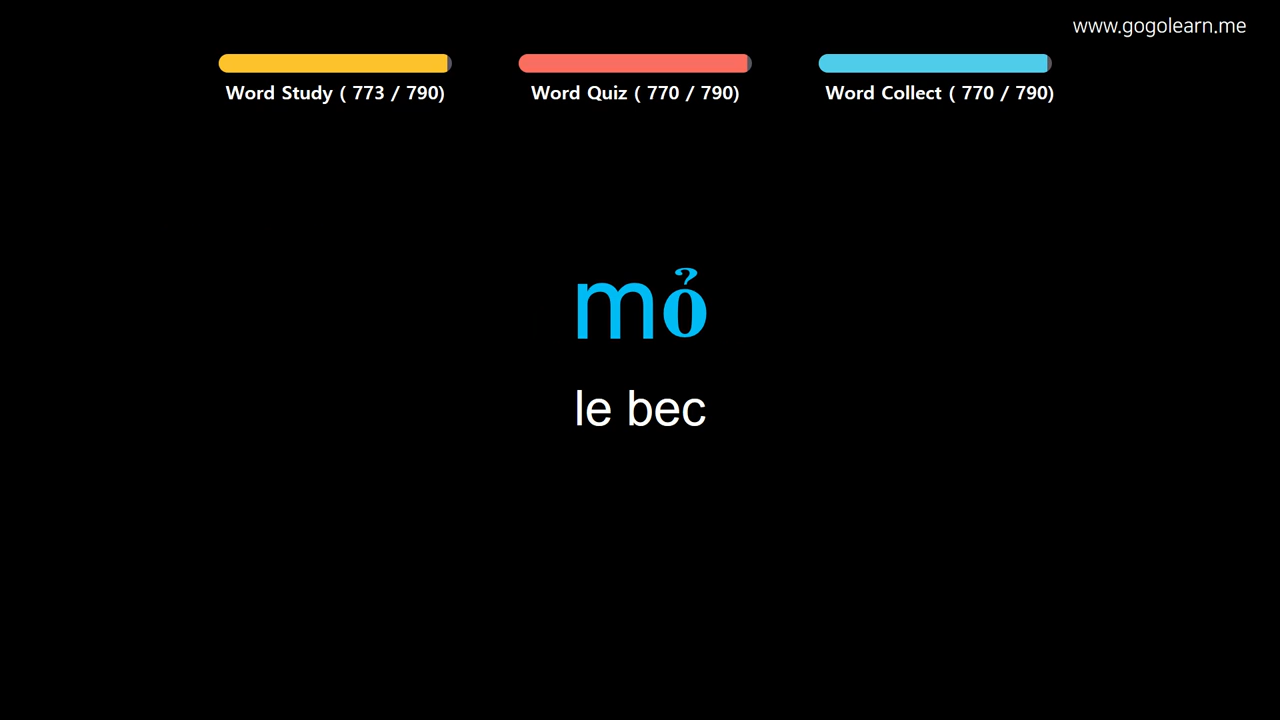 www.gogolearn.me
Word Study ( 773 / 790)
Word Quiz ( 770 / 790)
Word Collect ( 770 / 790)
mỏ
le bec